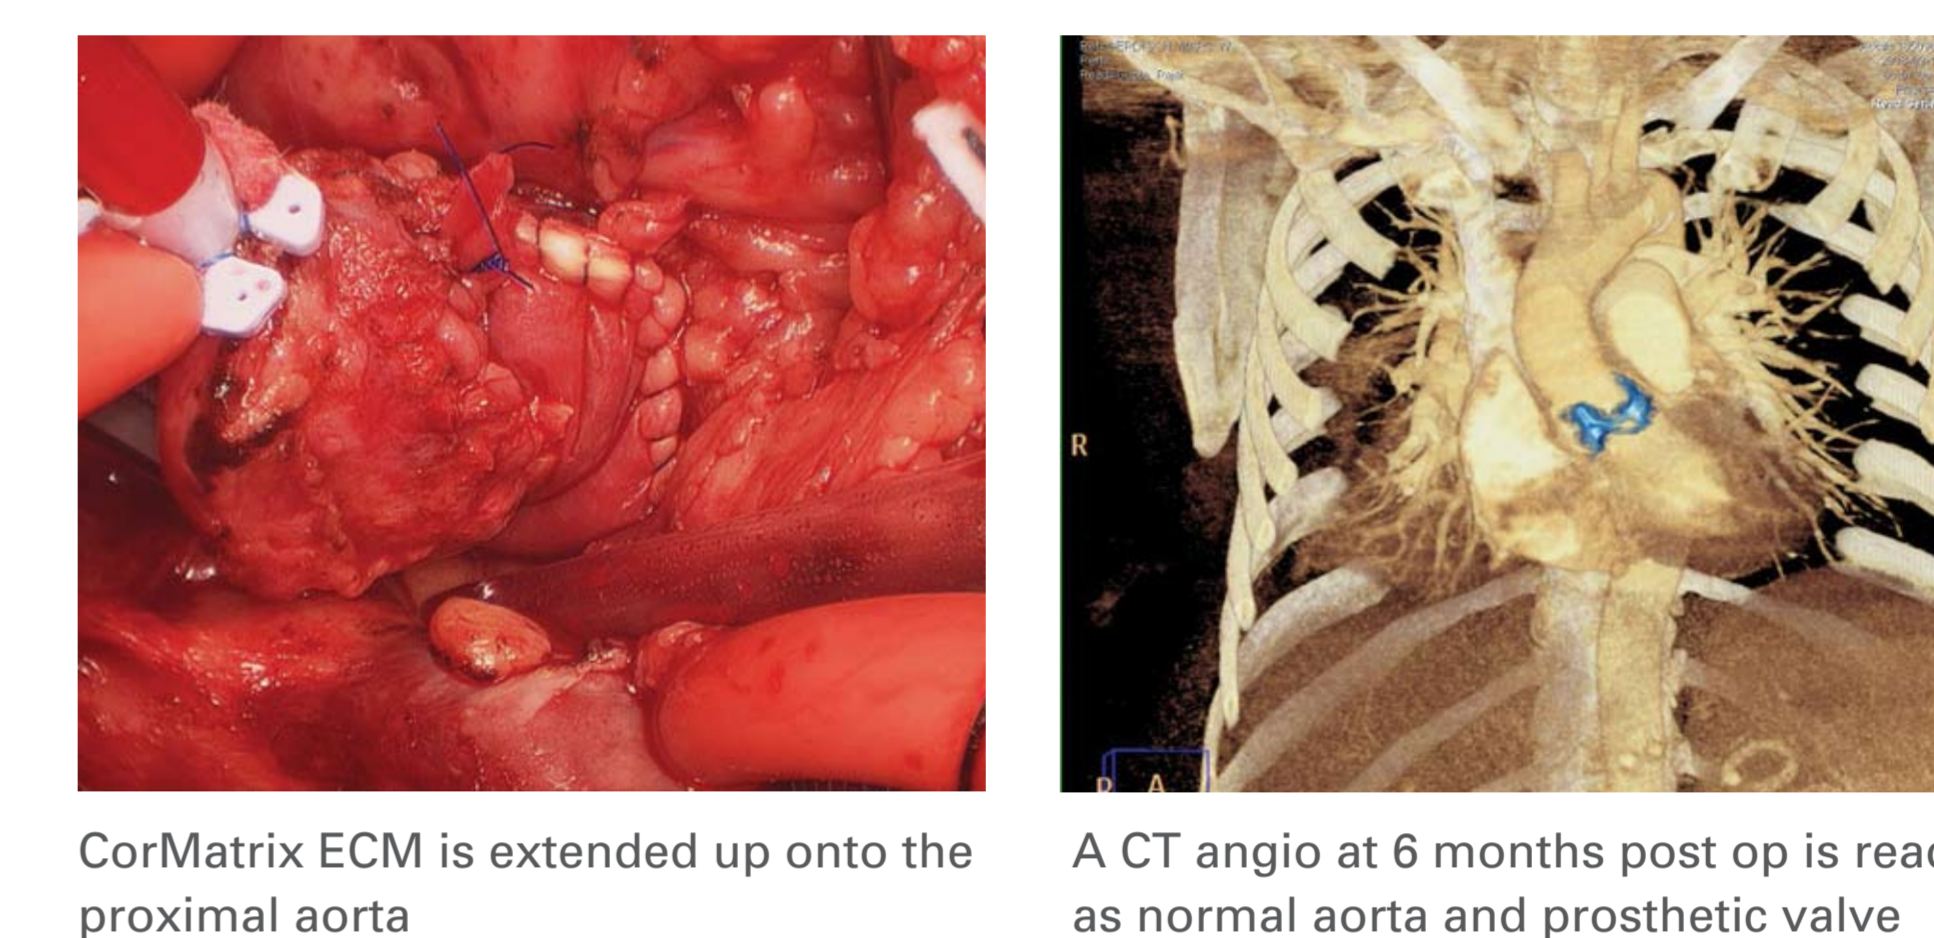 R
A
CorMatrix ECM is extended up onto the
proximal aorta
A CT angio at 6 months post op is read
as normal aorta and prosthetic valve